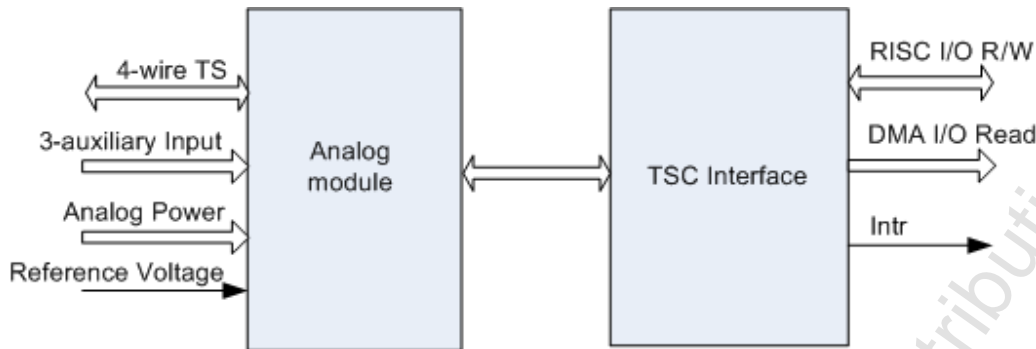 4-wire TS
3-auxiliary Input
Analog Power
Reference Voltage
Analog
module
TSC Interface
RISC I/O R/W
DMA I/O Read
Intr